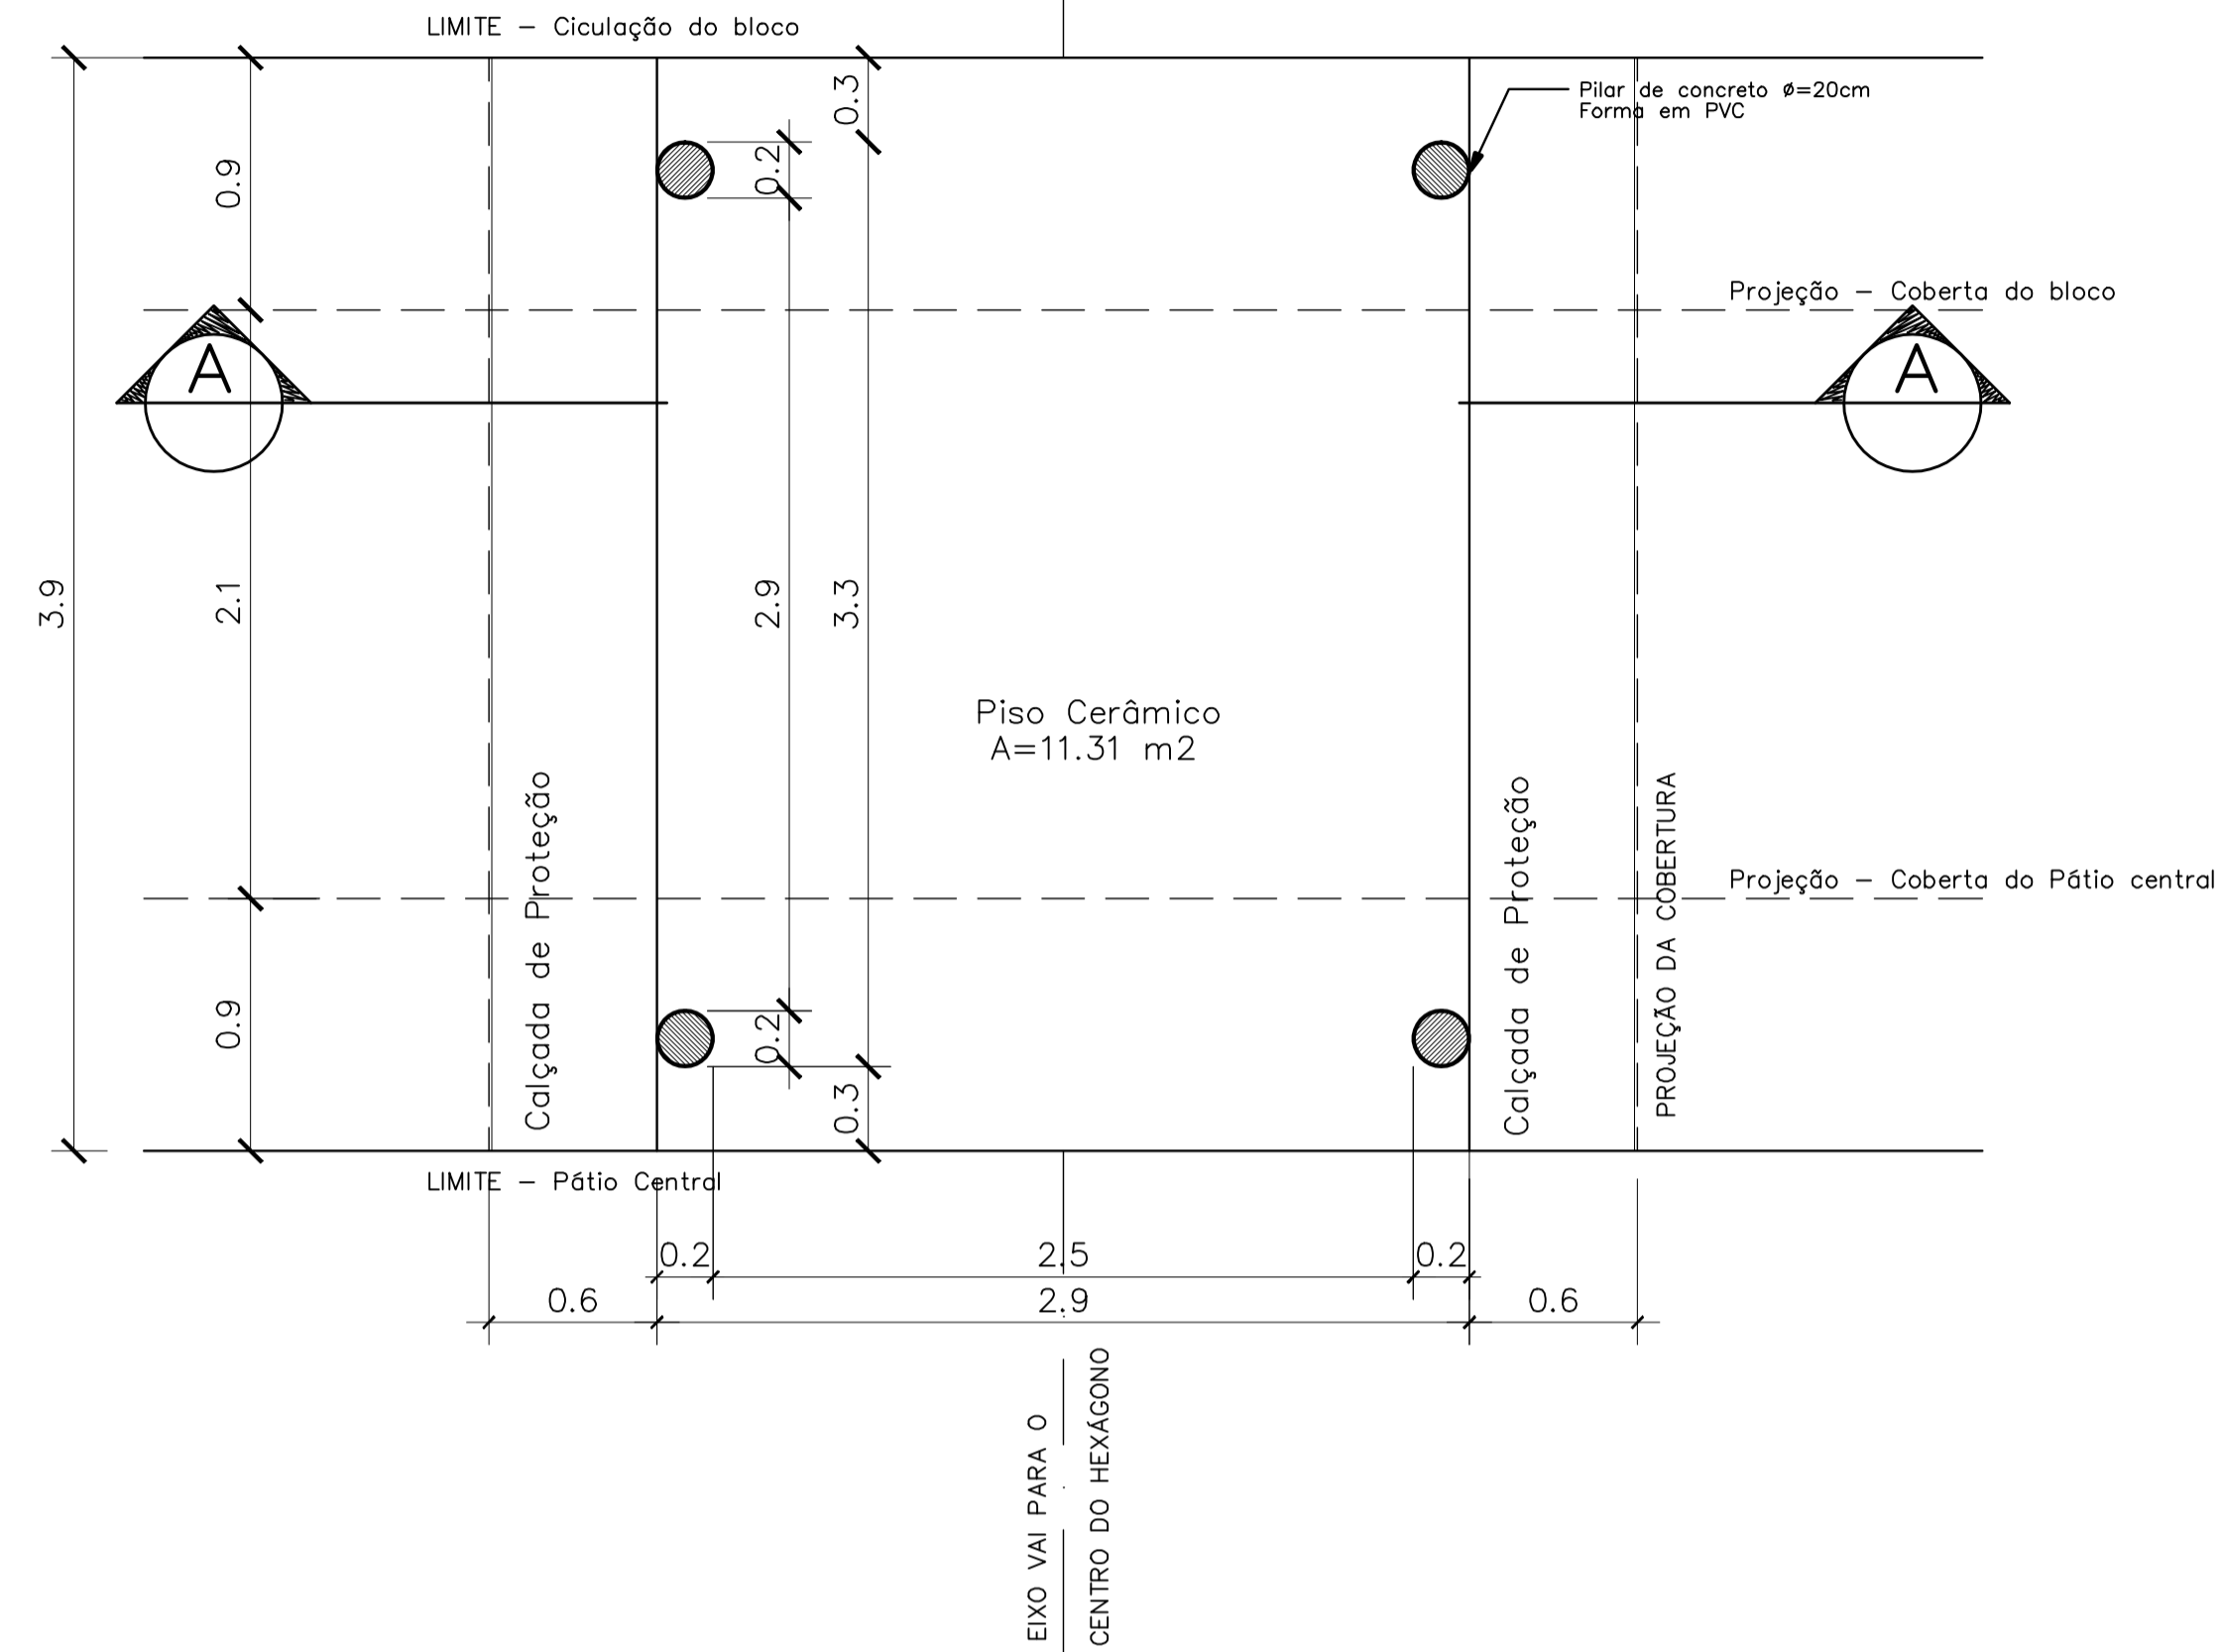 LIMITE – Ciculação do bloco
0.3
Pilar de concreto ø=20cm
Forma em PVC
0.9
0.2
Projeção – Coberta do bloco
A
A
3.9
2.1
2.9
3.3
Piso Cerâmico
A=11.31 m2
Calçada de Proteção
Calçada de Proteção
PROJEÇÃO DA COBERTURA
Projeção – Coberta do Pátio central
0.9
0.2
0.3
LIMITE – Pátio Central
0.2
2.5
0.2
0.6
2.9
0.6
EIXO VAI PARA O
CENTRO DO HEXÁGONO